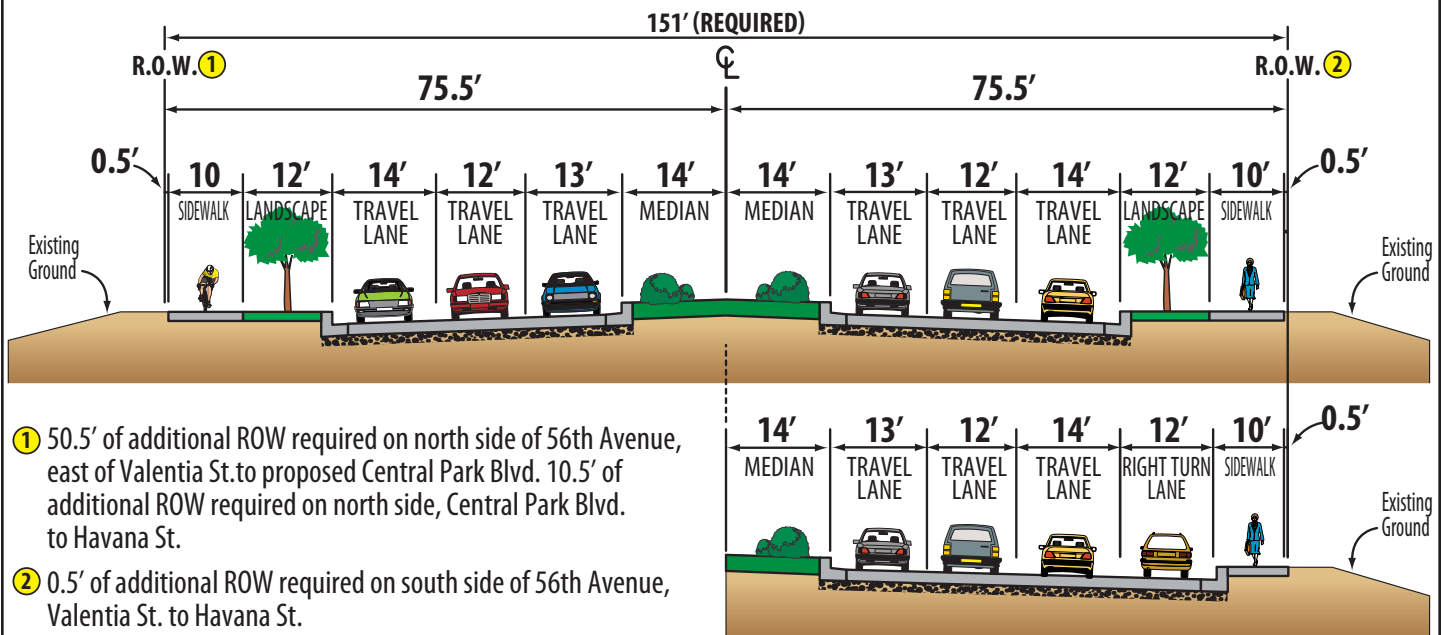 151' (REQUIRED)
R.O.W. 1
CL
R.O.W. 2
75.5'
75.5'
0.5'
10
12'
14'
12'
13'
14'
14'
13'
12'
14'
12'
10'
0.5'
SIDEWALK
LANDSCAPE
TRAVEL
LANE
TRAVEL
LANE
TRAVEL
LANE
MEDIAN
MEDIAN
TRAVEL
LANE
TRAVEL
LANE
TRAVEL
LANE
LANDSCAPE
SIDEWALK
Existing
Ground
Existing
Ground
1 50.5' of additional ROW required on north side of 56th Avenue,
east of Valentia St.to proposed Central Park Blvd. 10.5' of
additional ROW required on north side, Central Park Blvd.
to Havana St.
2 0.5' of additional ROW required on south side of 56th Avenue,
Valentia St. to Havana St.
14'
13'
12'
14'
12'
10'
0.5'
MEDIAN
TRAVEL
LANE
TRAVEL
LANE
TRAVEL
LANE
RIGHT TURN
LANE
SIDEWALK
Existing
Ground